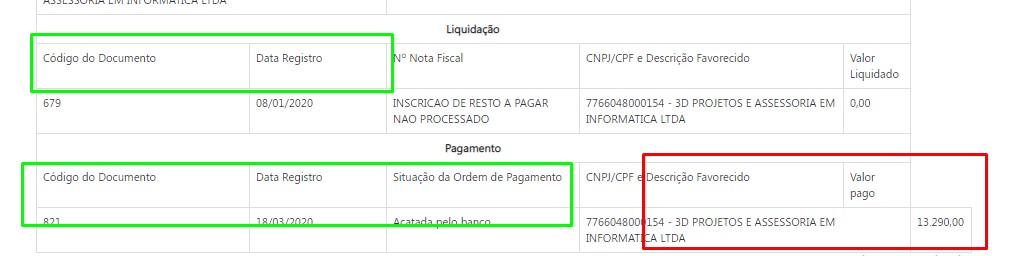 ASSESSORIA EM INFORMATICA LTDA
Liquidação
Código do Documento Data Registro Nº Nota Fiscal CNPJ/CPF e Descrição Favorecido Valor
Liquidado
679 08/01/2020 INSCRICAO DE RESTO A PAGAR 7766048000154 - 3D PROJETOS E ASSESSORIA EM 0,00
NAO PROCESSADO INFORMATICA LTDA
Pagamento
Código do Documento Data Registro Situação da Ordem de Pagamento CNPJ/CPF e Descrição Favorecido Valor
pago
821 18/03/2020 Acatada pelo banco 7766048000154 - 3D PROJETOS E ASSESSORIA EM 13.290,00
INFORMATICA LTDA